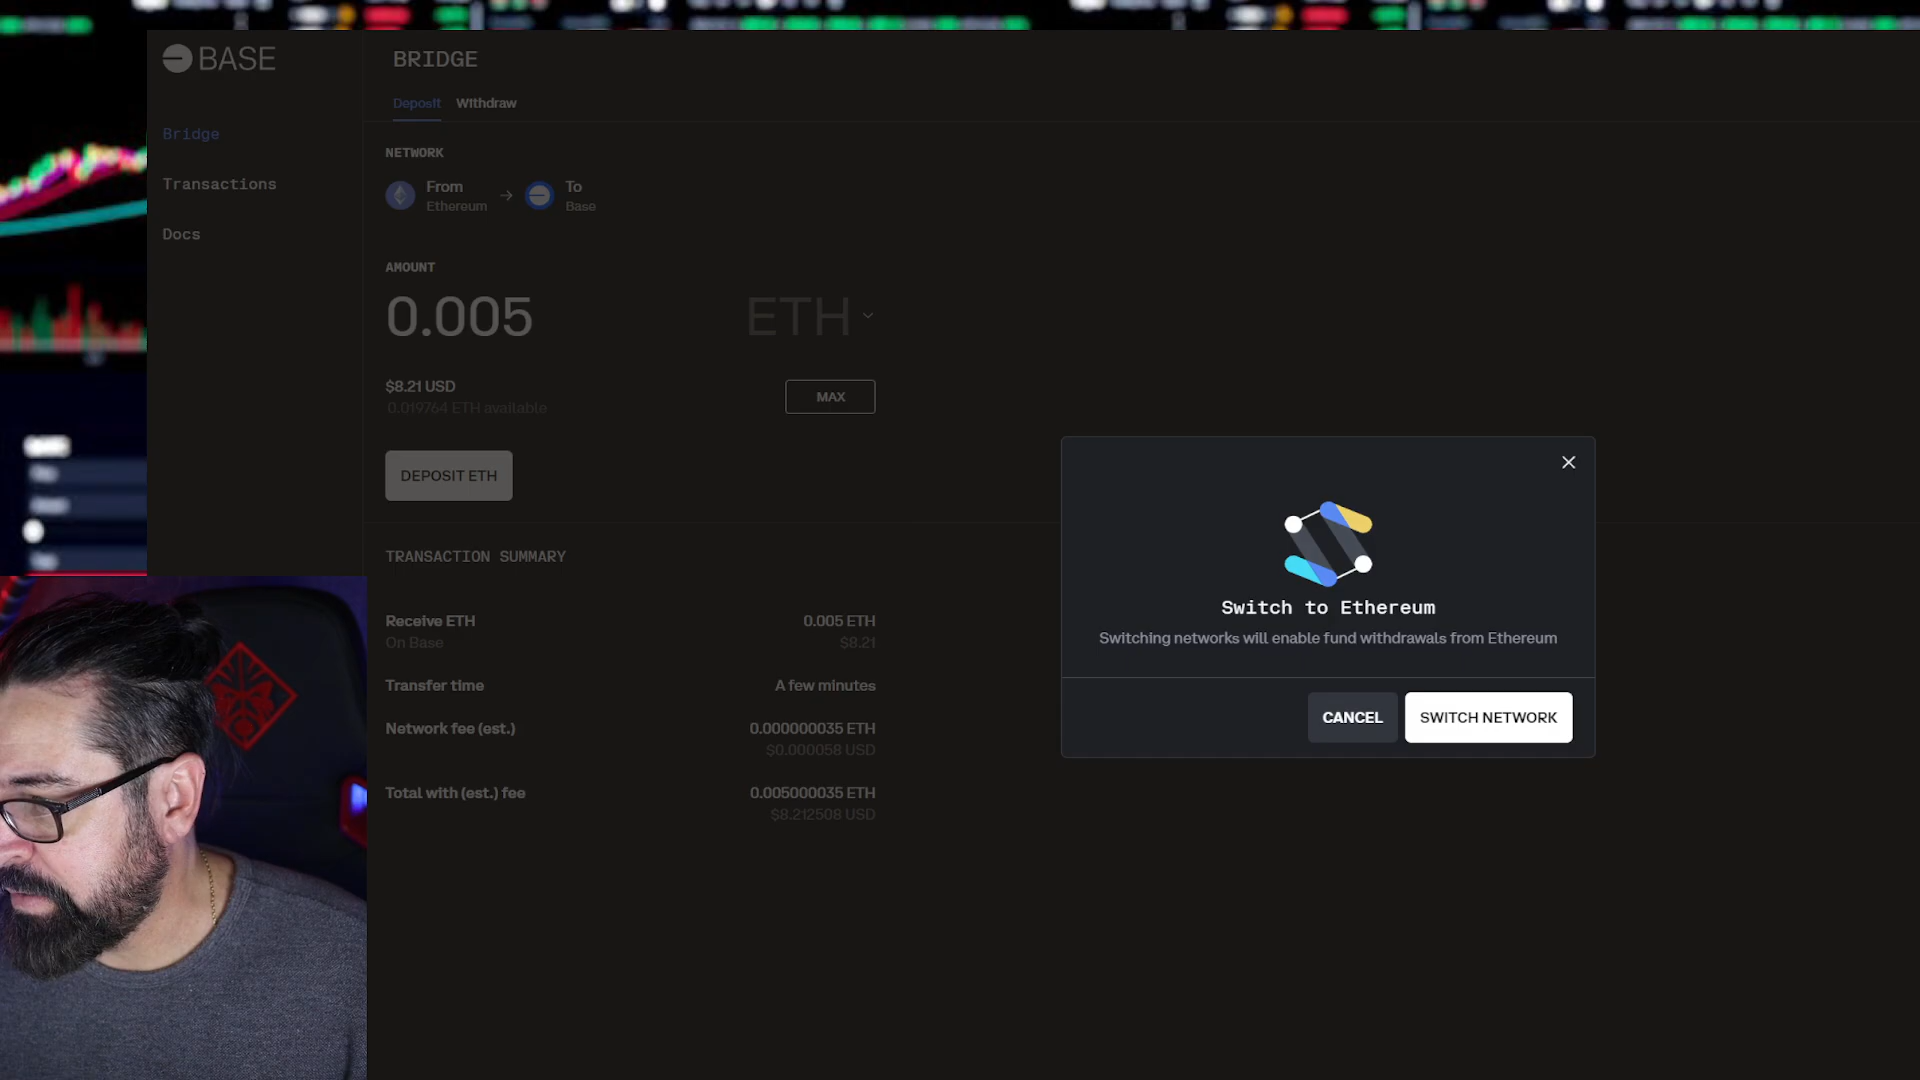 BASE
BRIDGE
Deposit Withdraw
Bridge
Transactions
Docs
NETWORK
From
Ethereum
To
Base
AMOUNT
0.005 ETH
$8.21 USD
0.019764 ETH available
MAX
DEPOSIT ETH
TRANSACTION SUMMARY
Receive ETH 0.005 ETH
On Base $8.21
Transfer time A few minutes
Network fee (est.) 0.000000035 ETH
$0.000058 USD
Total with (est.) fee 0.005000035 ETH
$8.212508 USD
Switch to Ethereum
Switching networks will enable fund withdrawals from Ethereum
CANCEL SWITCH NETWORK